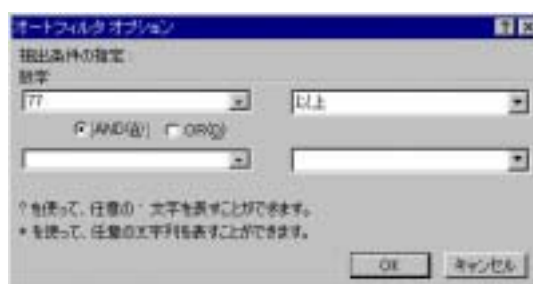 オートフィルタ オプション
抽出条件の指定:
数字
77 以上
AND(A) OR(O)
? を使って、任意の 1 文字を表すことができます。
* を使って、任意の文字列を表すことができます。
OK キャンセル